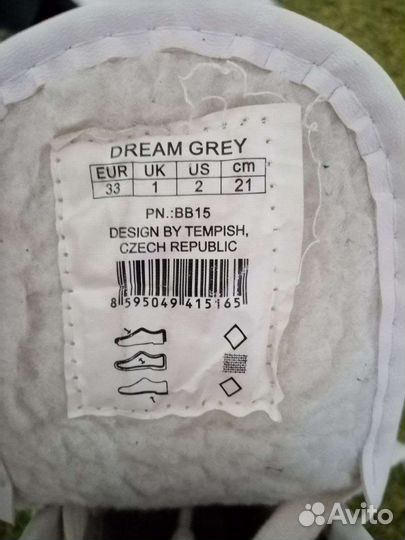 DREAM GREY
EUR UK US cm
33 1 2 21
PN.:BB15
DESIGN BY TEMPISH,
CZECH REPUBLIC
8 595049 415165
Avito